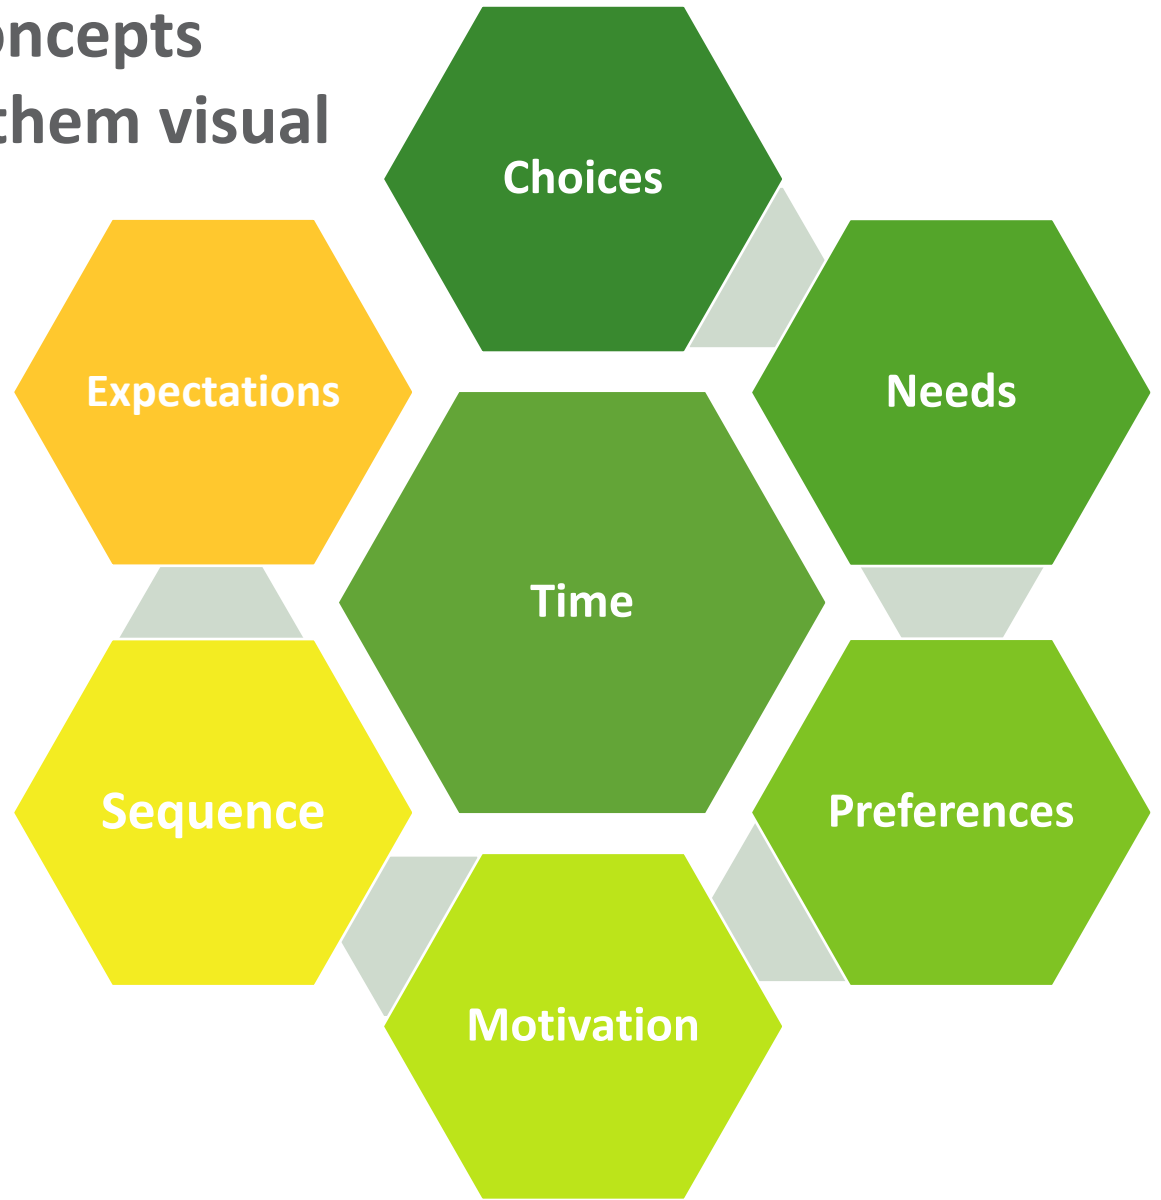 oncepts
them visual
Choices
Expectations
Needs
Time
Sequence
Preferences
Motivation